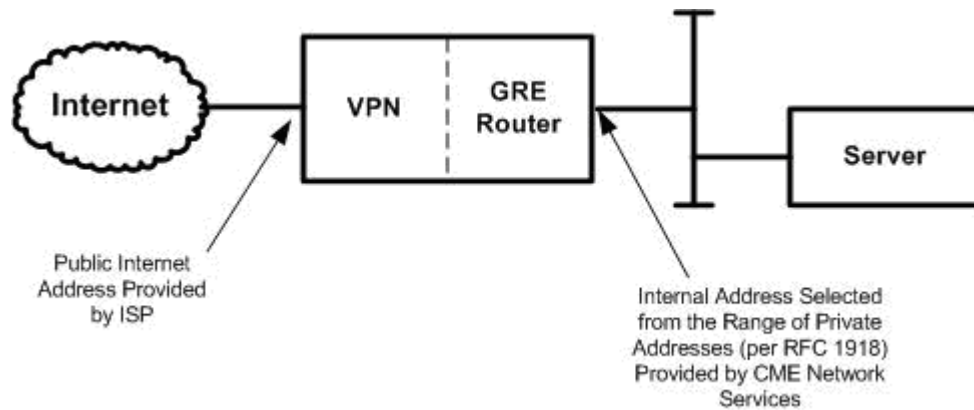 Internet
VPN
GRE
Router
Server
Public Internet
Address Provided
by ISP
Internal Address Selected
from the Range of Private
Addresses (per RFC 1918)
Provided by CME Network
Services